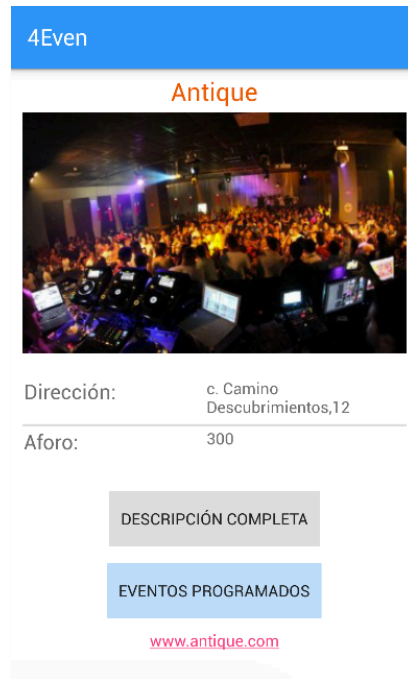 4Even
Antique
Dirección:
c. Camino
Descubrimientos,12
Aforo:
300
DESCRIPCIÓN COMPLETA
EVENTOS PROGRAMADOS
www.antique.com